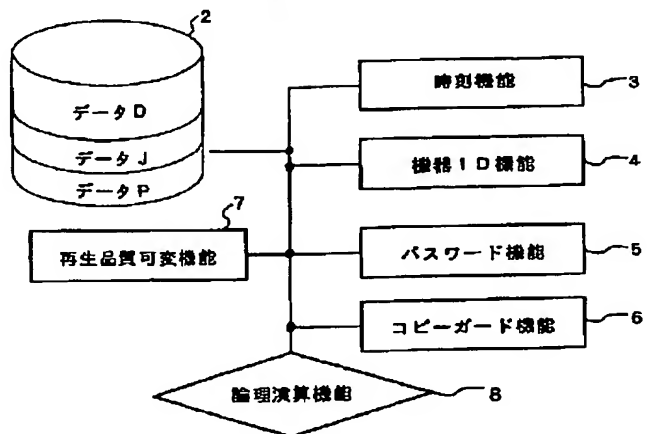 2
データD
データJ
データP
時刻機能
3
機器ID機能
4
7
再生品質可変機能
パスワード機能
5
コピーガード機能
6
論理演算機能
8